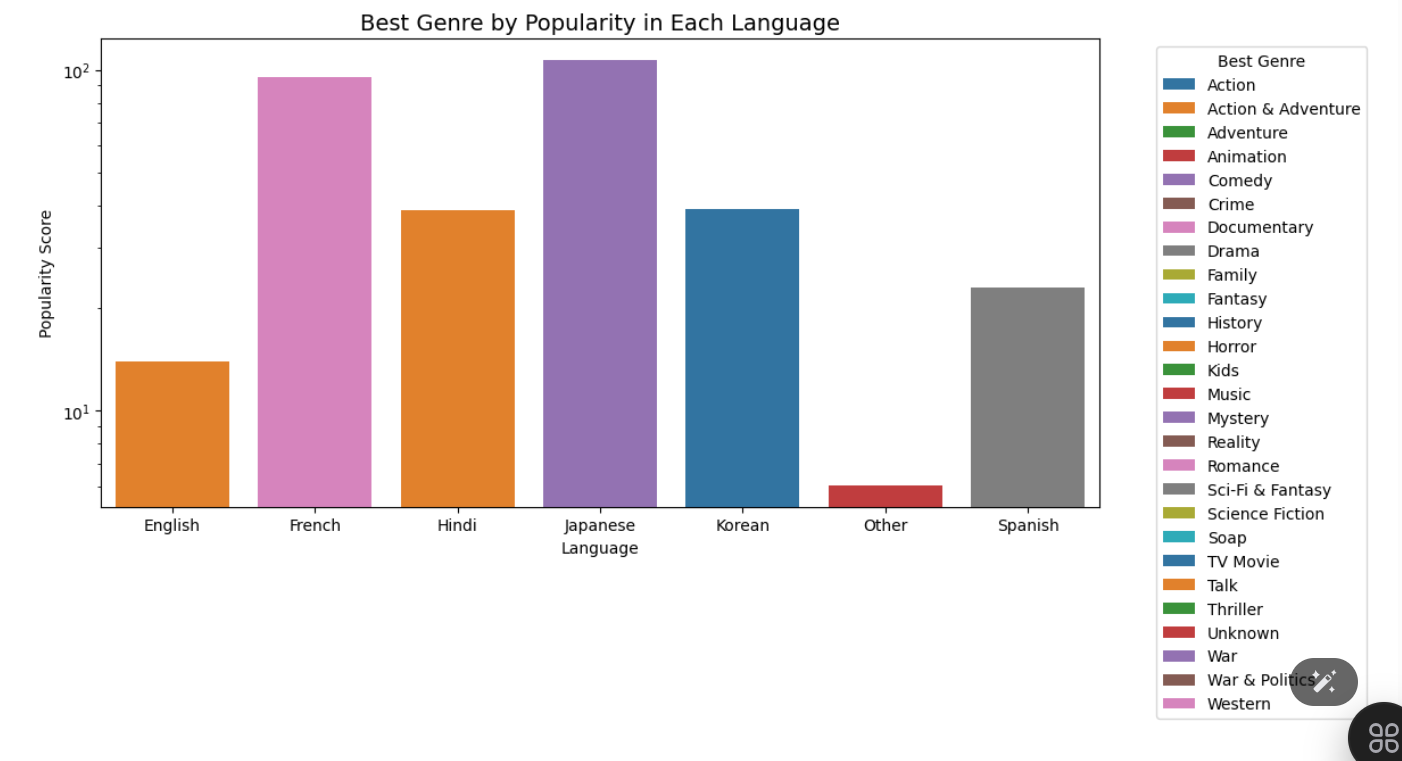 Best Genre by Popularity in Each Language
10²
10¹
Popularity Score
English French Hindi Japanese Korean Other Spanish
Language
Best Genre
Action
Action & Adventure
Adventure
Animation
Comedy
Crime
Documentary
Drama
Family
Fantasy
History
Horror
Kids
Music
Mystery
Reality
Romance
Sci-Fi & Fantasy
Science Fiction
Soap
TV Movie
Talk
Thriller
Unknown
War
War & Politics
Western